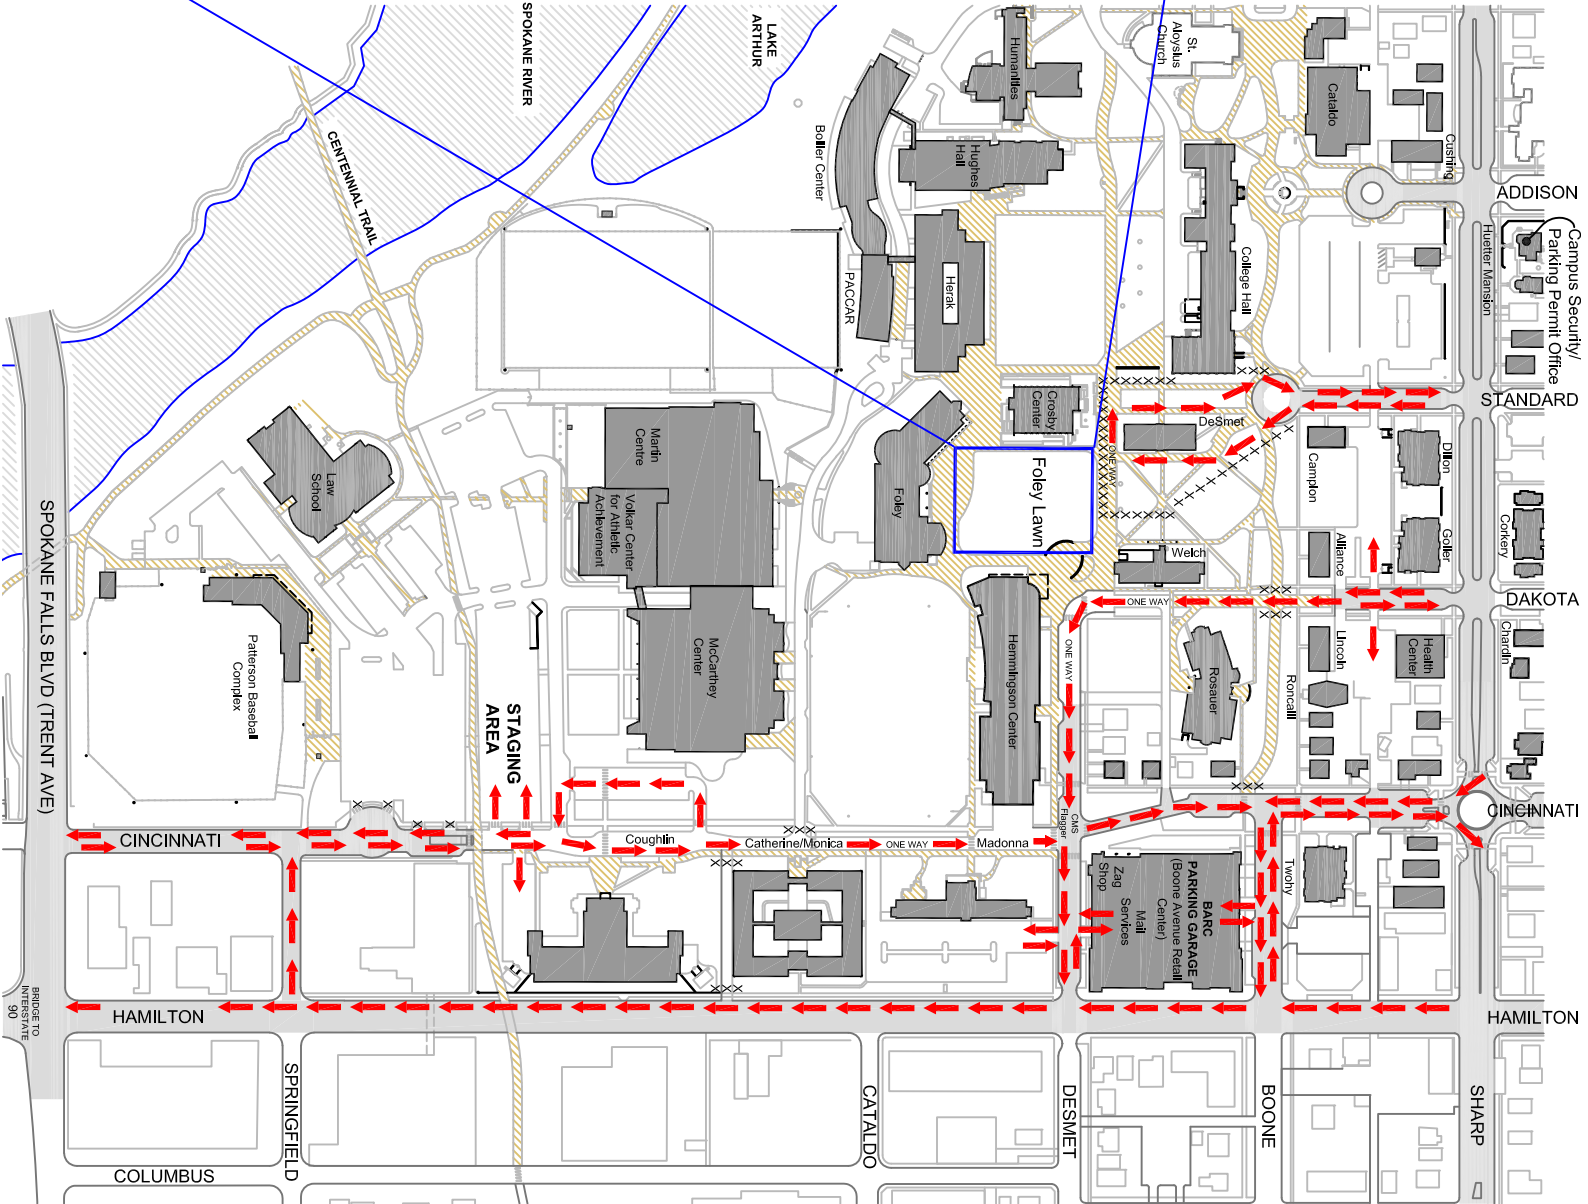 SPOKANE RIVER
LAKE
ARTHUR
CENTENNIAL TRAIL
Humanities
St.
Aloysius
Church
Cataldo
Cushing
ADDISON
Bollier Center
Hughes
Hall
College Hall
Huetter Mansion
Campus Security/
Parking Permit Office
PACCAR
Herak
STANDARD
Crosby
Center
DeSmet
ONE WAY
Campion
Dillon
Law
School
Martin
Centre
Volkar Center
for Athletic
Achievement
Foley
Foley Lawn
Welch
Alliance
Goller
Corkery
SPOKANE FALLS BLVD (TRENT AVE)
ONE WAY
DAKOTA
Patterson Baseball
Complex
McCarthey
Center
Hemmingson Center
ONE WAY
Rosauer
Lincoln
Roncalli
Health
Center
Chardin
STAGING
AREA
CINCINNATI
CINCINNATI
Coughlin
Catherine/Monica
ONE WAY
Madonna
CMS
Flagger
Zag
Shop
Mail
Services
BARC
PARKING GARAGE
(Boone Avenue Retail
Center)
Twohy
BRIDGE TO
INTERSTATE
90
HAMILTON
HAMILTON
SPRINGFIELD
CATALDO
DESMET
BOONE
SHARP
COLUMBUS